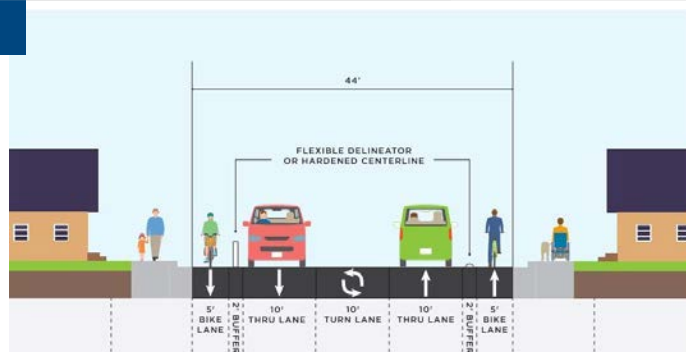 44'
FLEXIBLE DELINEATOR
OR HARDENED CENTERLINE
5'
BIKE
LANE
2' BUFFER
10'
THRU LANE
10'
TURN LANE
10'
THRU LANE
2' BUFFER
5'
BIKE
LANE